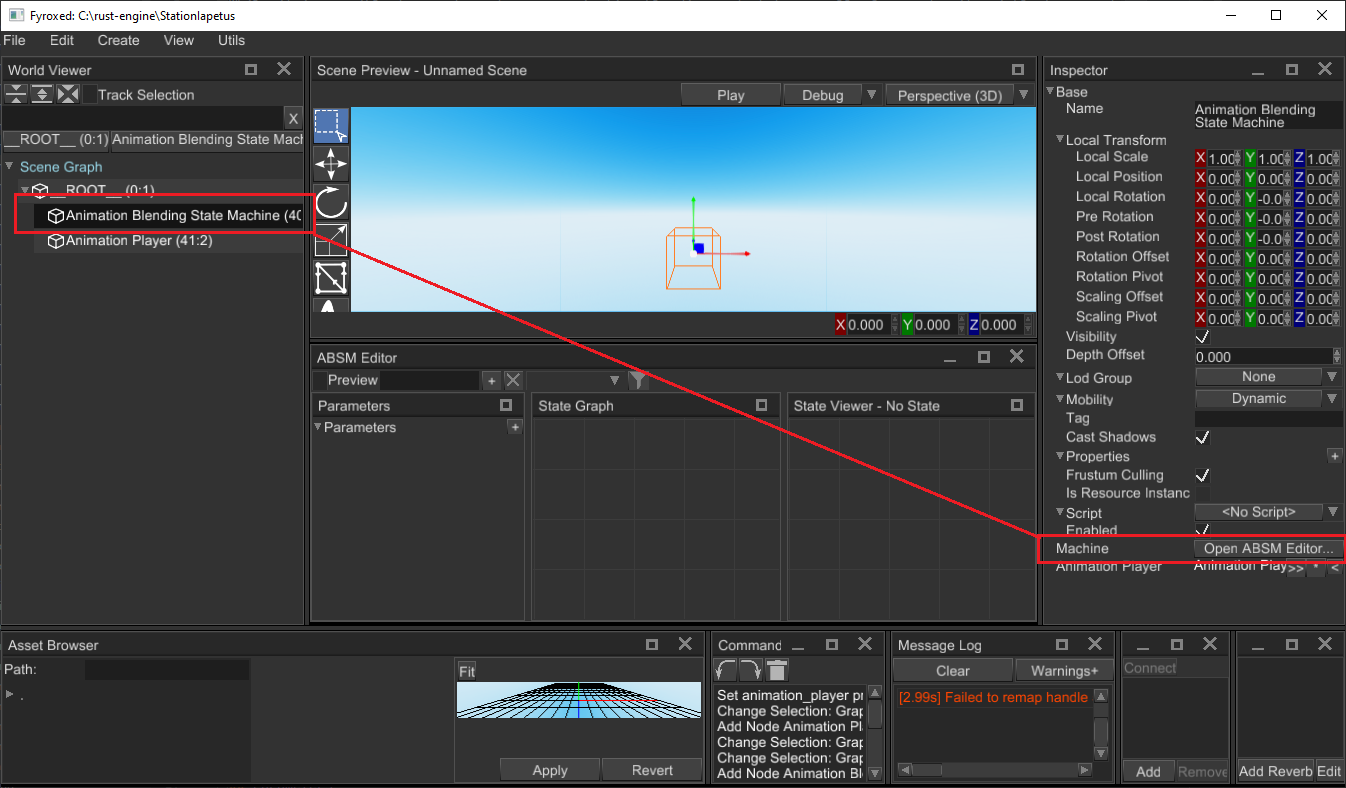 Fyroxed: C:\rust-engine\StationIapetus
File Edit Create View Utils
World Viewer
Track Selection
X
__ROOT__ (0:1) Animation Blending State Mach
Scene Graph
__ROOT__ (0:1)
Animation Blending State Machine (40
Animation Player (41:2)
Scene Preview - Unnamed Scene
Play Debug Perspective (3D)
X 0.000 Y 0.000 Z 0.000
ABSM Editor
Preview + X
Parameters
Parameters +
State Graph
State Viewer - No State
Inspector
Base
Name Animation Blending
State Machine
Local Transform
Local Scale X 1.00 Y 1.00 Z 1.00
Local Position X 0.00 Y 0.00 Z 0.00
Local Rotation X 0.00 Y -0.0 Z 0.00
Pre Rotation X 0.00 Y -0.0 Z 0.00
Post Rotation X 0.00 Y -0.0 Z 0.00
Rotation Offset X 0.00 Y 0.00 Z 0.00
Rotation Pivot X 0.00 Y 0.00 Z 0.00
Scaling Offset X 0.00 Y 0.00 Z 0.00
Scaling Pivot X 0.00 Y 0.00 Z 0.00
Visibility
Depth Offset 0.000
Lod Group None
Mobility Dynamic
Tag
Cast Shadows
Properties +
Frustum Culling
Is Resource Instanc
Script <No Script>
Enabled
Machine Open ABSM Editor...
Animation Player Animation Play >> * <
Asset Browser
Path:
.
Fit
Apply Revert
Command
Set animation_player pr
Change Selection: Grap
Add Node Animation Pl
Change Selection: Grap
Change Selection: Grap
Add Node Animation Bl
Message Log
Clear Warnings+
[2.99s] Failed to remap handle
Connect
Add Remove
Add Reverb Edit